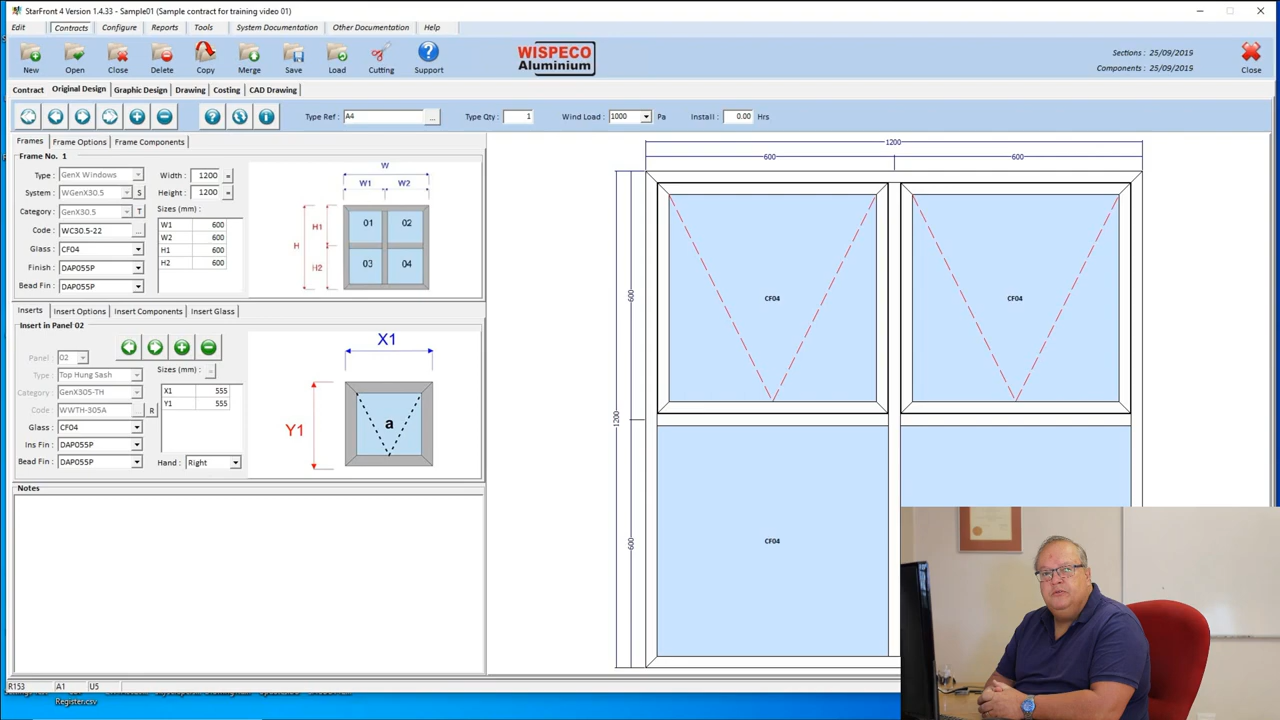 StarFront 4 Version 1.4.33 - Sample01 (Sample contract for training video 01)
Edit Contracts Configure Reports Tools System Documentation Other Documentation Help
New Open Close Delete Copy Merge Save Load Cutting Support
WISPECO
Aluminium
Sections : 25/09/2019
Components : 25/09/2019
Close
Contract Original Design Graphic Design Drawing Costing CAD Drawing
Type Ref : A4 ... Type Qty : 1 Wind Load : 1000 Pa Install : 0.00 Hrs
Frames Frame Options Frame Components
Frame No. 1
Type : GenX Windows Width : 1200 =
System : WGenX30.5 S Height : 1200 =
Category : GenX30.5 T Sizes (mm) :
Code : WC30.5-22 ...
Glass : CF04
Finish : DAP055P
Bead Fin : DAP055P
W1 600
W2 600
H1 600
H2 600
W
W1 W2
H H1 H2
01 02
03 04
Inserts Insert Options Insert Components Insert Glass
Insert in Panel 02
Panel : 02
Type : Top Hung Sash Sizes (mm) :
Category : GenX305-TH
Code : WWTH-305A R
Glass : CF04
Ins Fin : DAP055P
Bead Fin : DAP055P Hand : Right
X1 555
Y1 555
X1
Y1
a
Notes
1200
600 600
1200
600
600
CF04 CF04
CF04
R153 A1 U5
Register.csv